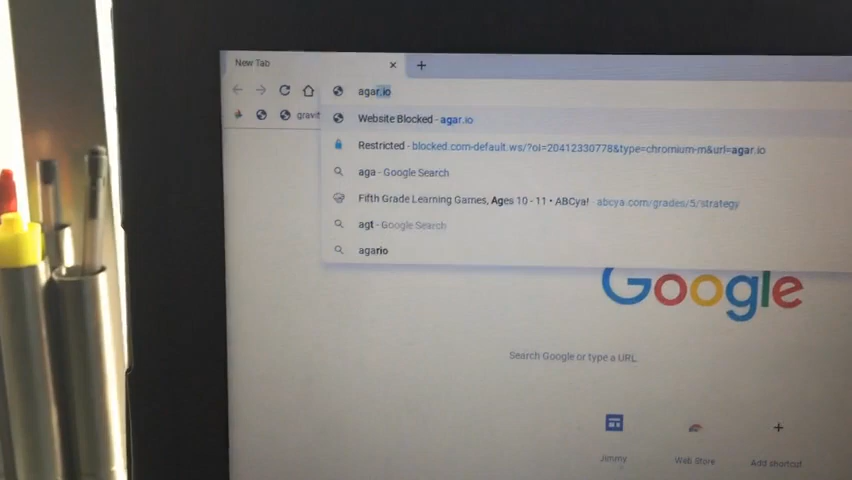 New Tab
agar.io
gravit
Website Blocked - agar.io
Restricted - blocked.com-default.ws/?oi=20412330778&type=chromium-m&url=agar.io
aga - Google Search
Fifth Grade Learning Games, Ages 10 - 11 • ABCya! - abcya.com/grades/5/strategy
agt - Google Search
agario
Google
Search Google or type a URL
Jimmy
Web Store
Add shortcut